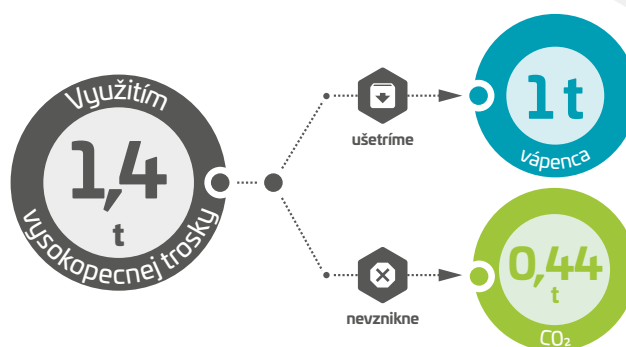 Využitím
1,4
t
vysokopecnej trosky
ušetríme
1 t
vápenca
nevznikne
0,44
t
CO₂